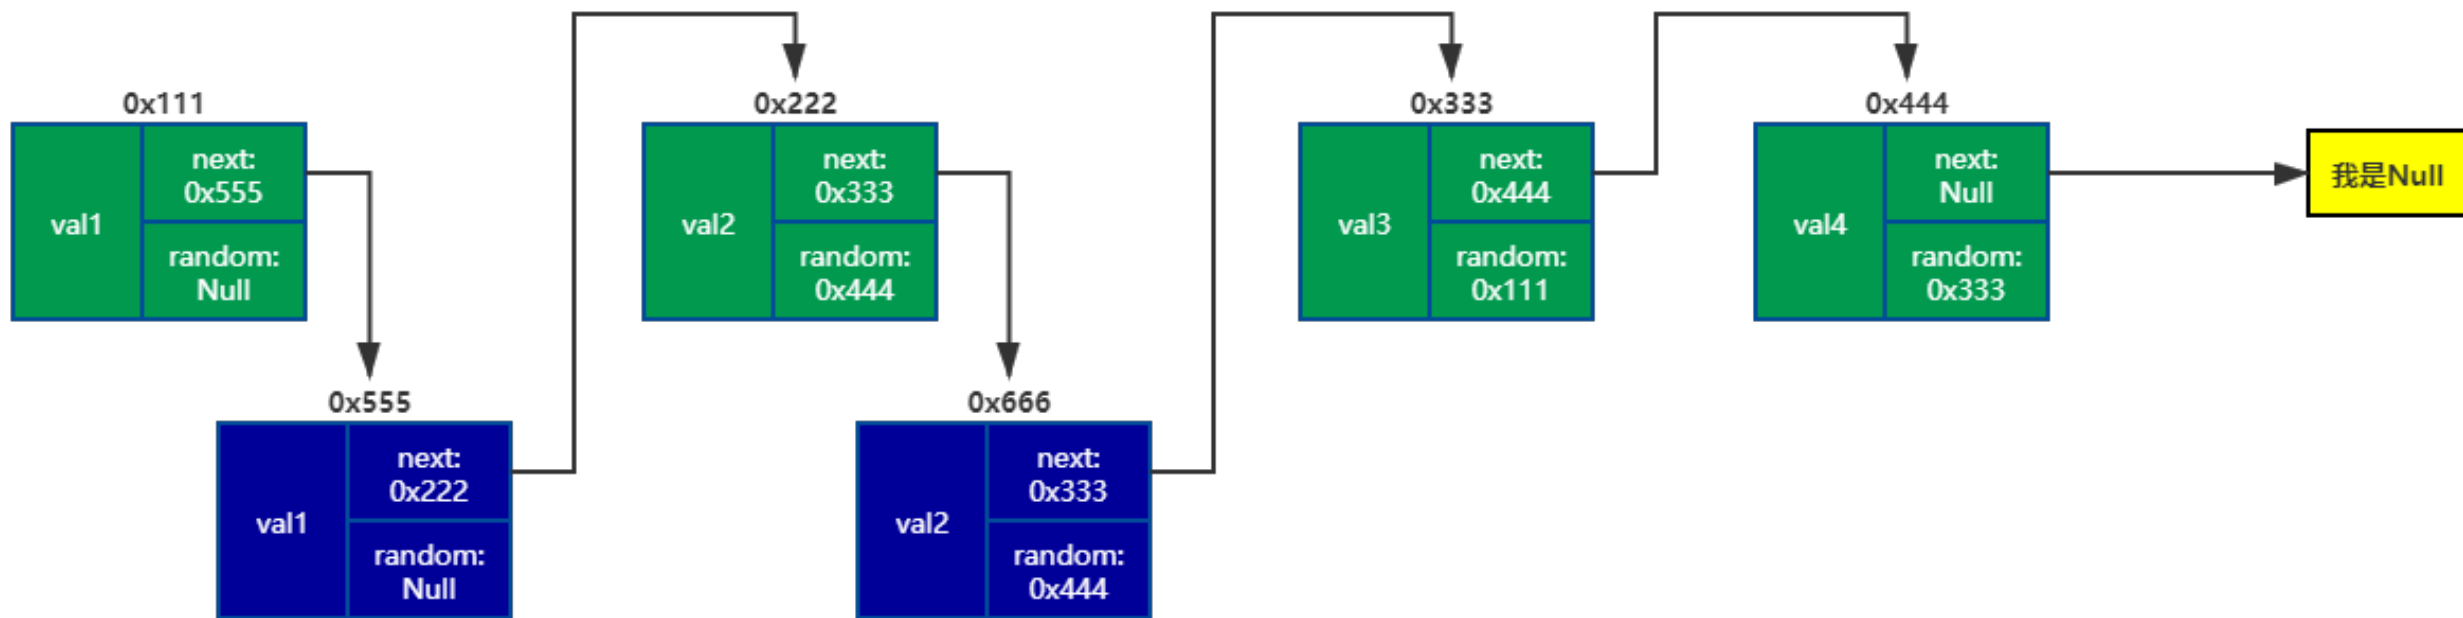 0x111
val1
next:
0x555
random:
Null
0x222
val2
next:
0x333
random:
0x444
0x333
val3
next:
0x444
random:
0x111
0x444
val4
next:
Null
random:
0x333
我是Null
0x555
val1
next:
0x222
random:
Null
0x666
val2
next:
0x333
random:
0x444